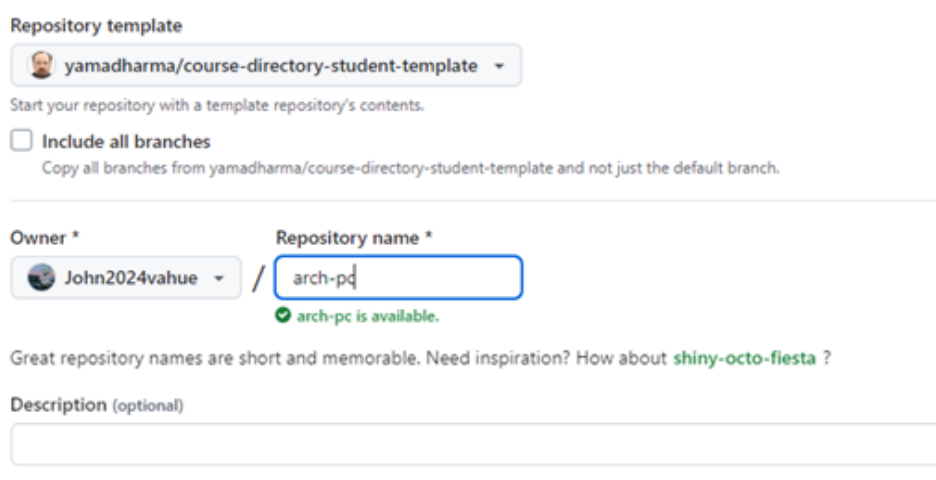 Repository template
yamadharma/course-directory-student-template
Start your repository with a template repository's contents.
Include all branches
Copy all branches from yamadharma/course-directory-student-template and not just the default branch.
Owner * Repository name *
John2024vahue / arch-pc
arch-pc is available.
Great repository names are short and memorable. Need inspiration? How about shiny-octo-fiesta ?
Description (optional)